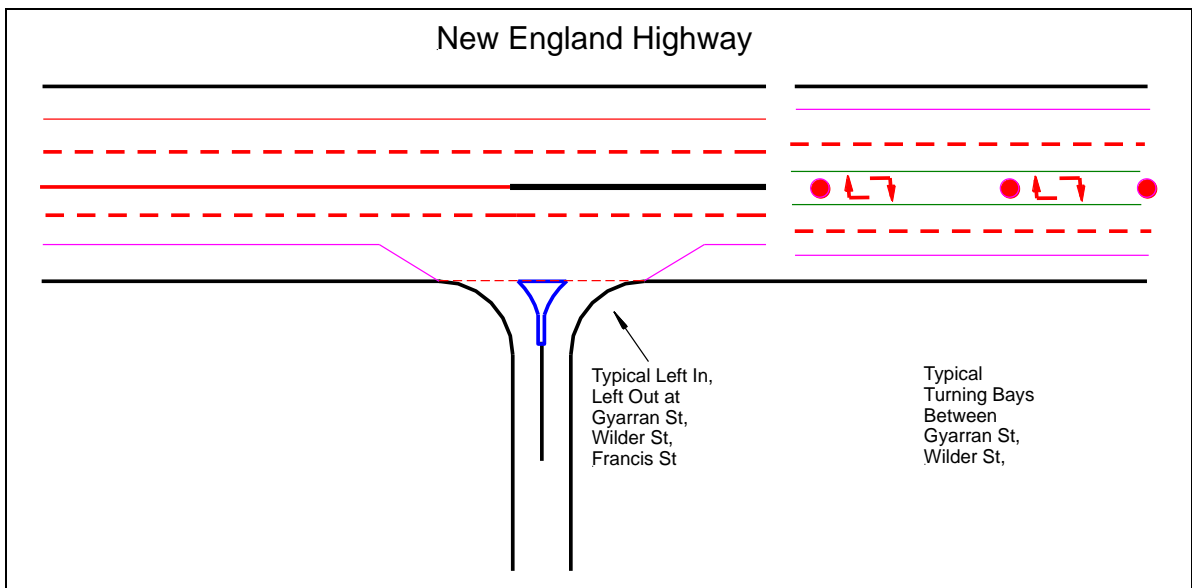 New England Highway
Typical Left In,
Left Out at
Gyarran St,
Wilder St,
Francis St
Typical
Turning Bays
Between
Gyarran St,
Wilder St,